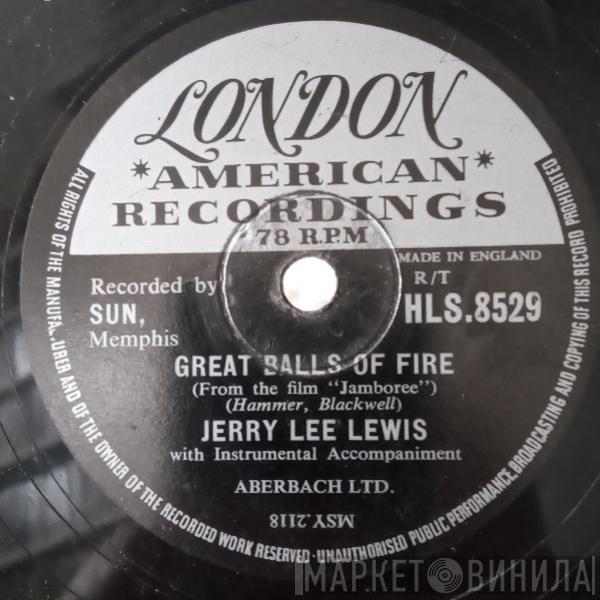 LONDON
*AMERICAN*
RECORDINGS
78 R.P.M
MADE IN ENGLAND
Recorded by
SUN,
Memphis
R/T
HLS.8529
GREAT BALLS OF FIRE
(From the film "Jamboree")
(Hammer, Blackwell)
JERRY LEE LEWIS
with Instrumental Accompaniment
ABERBACH LTD.
MSY.2118
ALL RIGHTS OF THE MANUFACTURER AND OF THE OWNER OF THE RECORDED WORK RESERVED·UNAUTHORISED PUBLIC PERFORMANCE, BROADCASTING AND COPYING OF THIS RECORD PROHIBITED
МАРКЕТ ВИНИЛА